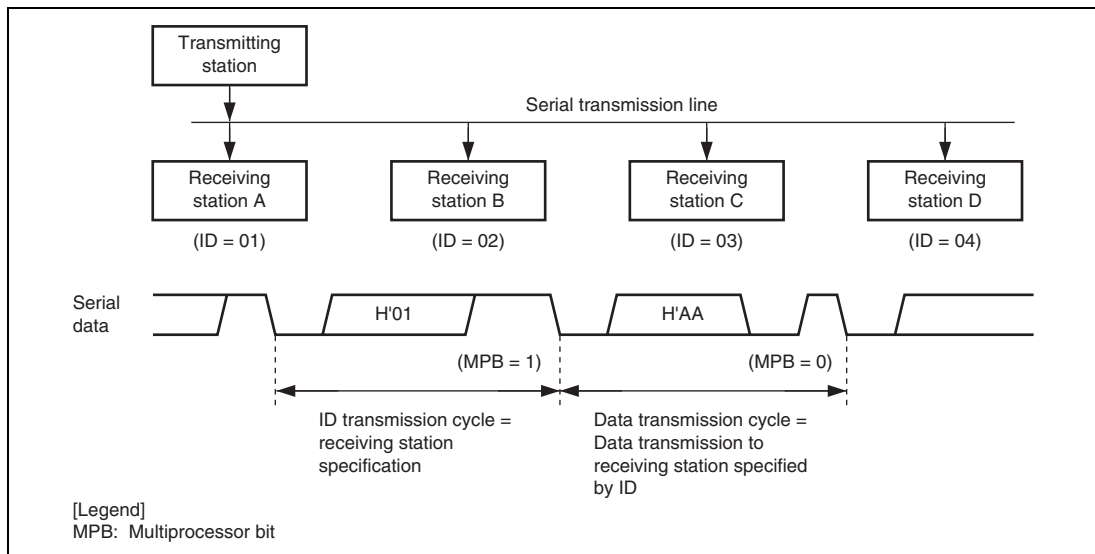 Transmitting
station
Serial transmission line
Receiving
station A
Receiving
station B
Receiving
station C
Receiving
station D
(ID = 01)
(ID = 02)
(ID = 03)
(ID = 04)
Serial
data
H'01
H'AA
(MPB = 1)
(MPB = 0)
ID transmission cycle =
receiving station
specification
Data transmission cycle =
Data transmission to
receiving station specified
by ID
[Legend]
MPB: Multiprocessor bit